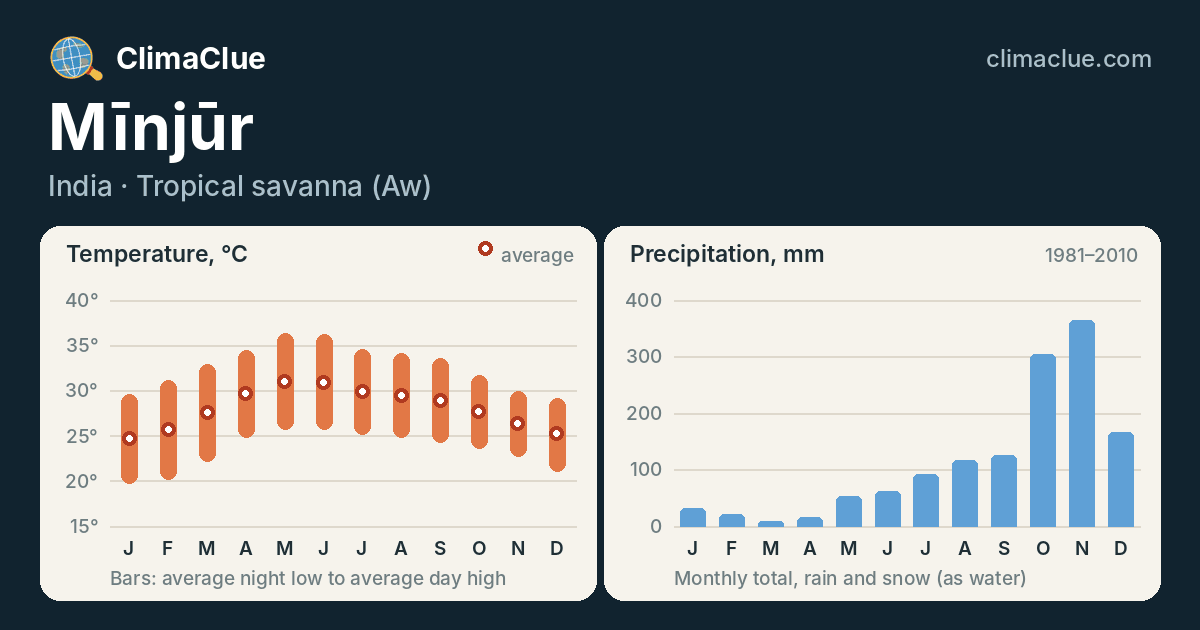 ClimaClue
climaclue.com
Mīnjūr
India · Tropical savanna (Aw)
Temperature, °C
average
40°
35°
30°
25°
20°
15°
J F M A M J J A S O N D
Bars: average night low to average day high
Precipitation, mm
1981–2010
400
300
200
100
0
J F M A M J J A S O N D
Monthly total, rain and snow (as water)